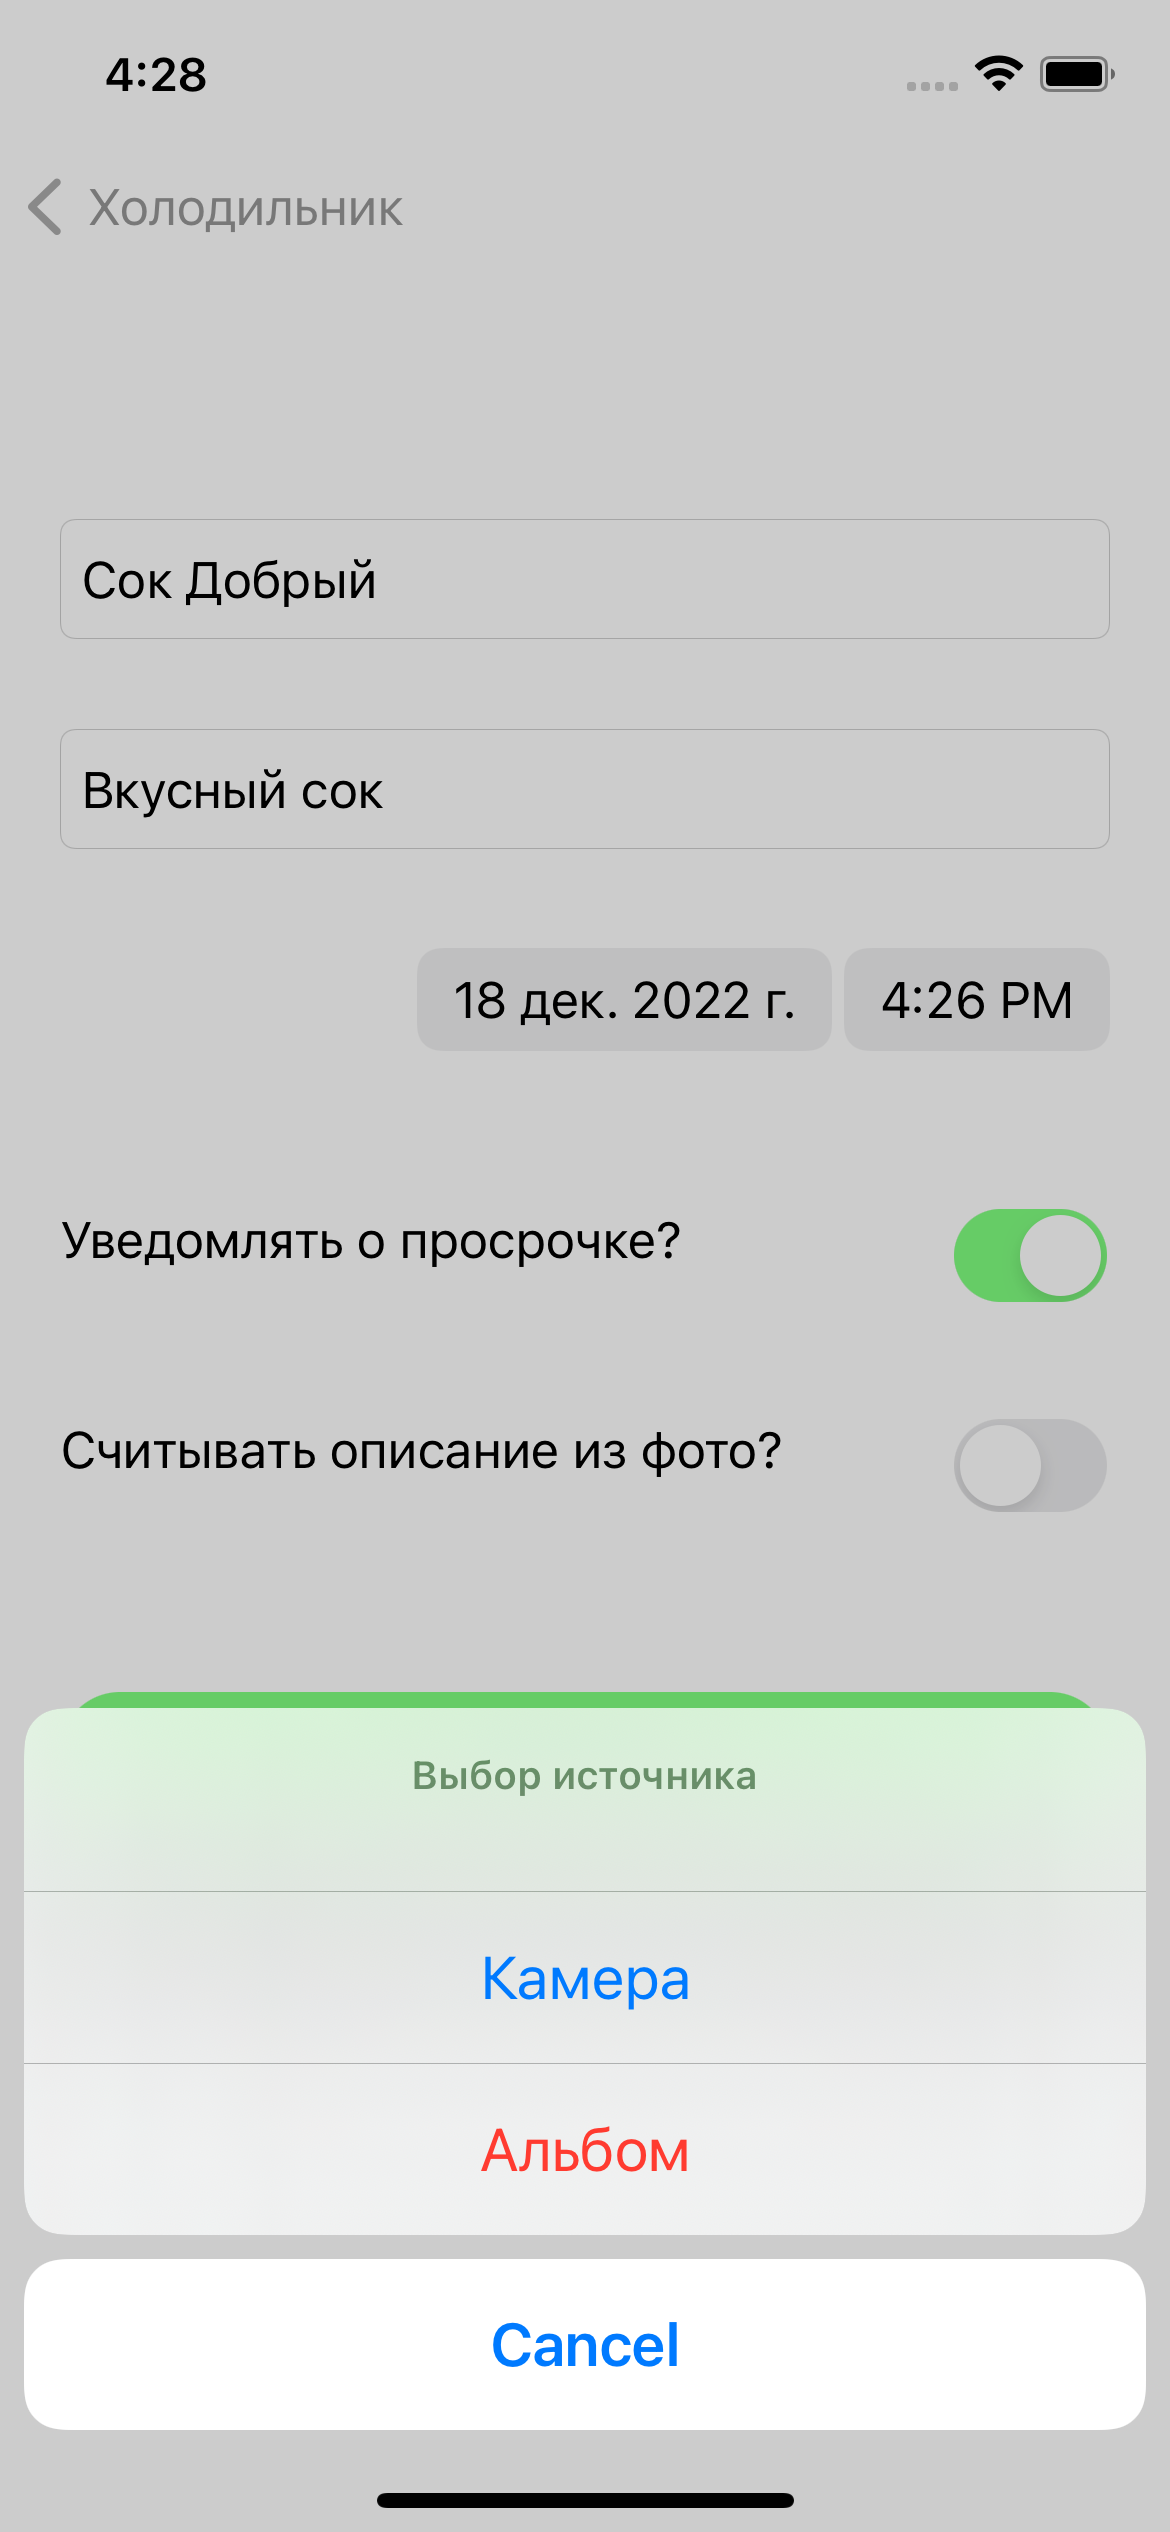 4:28
Холодильник
Сок Добрый
Вкусный сок
18 дек. 2022 г. 4:26 PM
Уведомлять о просрочке?
Считывать описание из фото?
Выбор источника
Камера
Альбом
Cancel